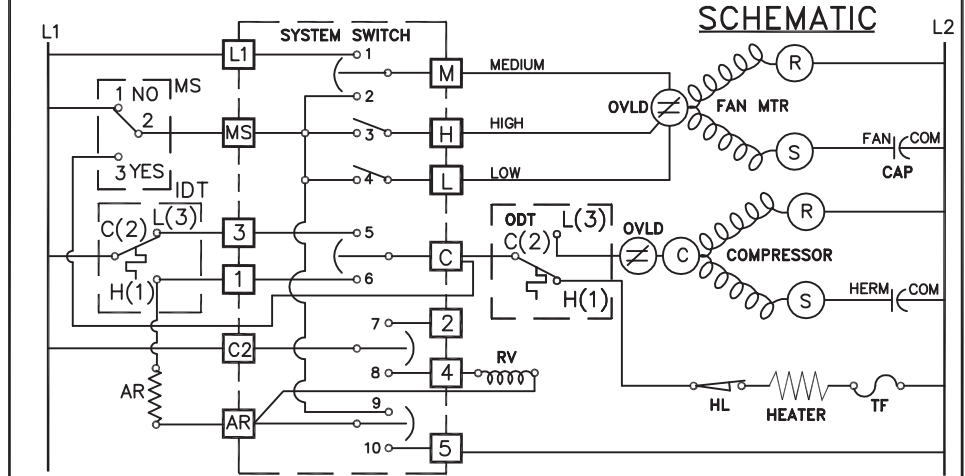 SCHEMATIC
L1
L2
SYSTEM SWITCH
L1
1
M
MEDIUM
R
MS
1 NO
2
OVLD
FAN MTR
2
MS
3
H
HIGH
S
FAN
COM
CAP
3 YES
4
L
LOW
IDT
C(2)
L(3)
3
5
ODT
L(3)
C(2)
OVLD
R
C
C
COMPRESSOR
H(1)
1
6
H(1)
S
HERM
COM
7
2
C2
RV
8
4
AR
HL
HEATER
TF
9
AR
10
5